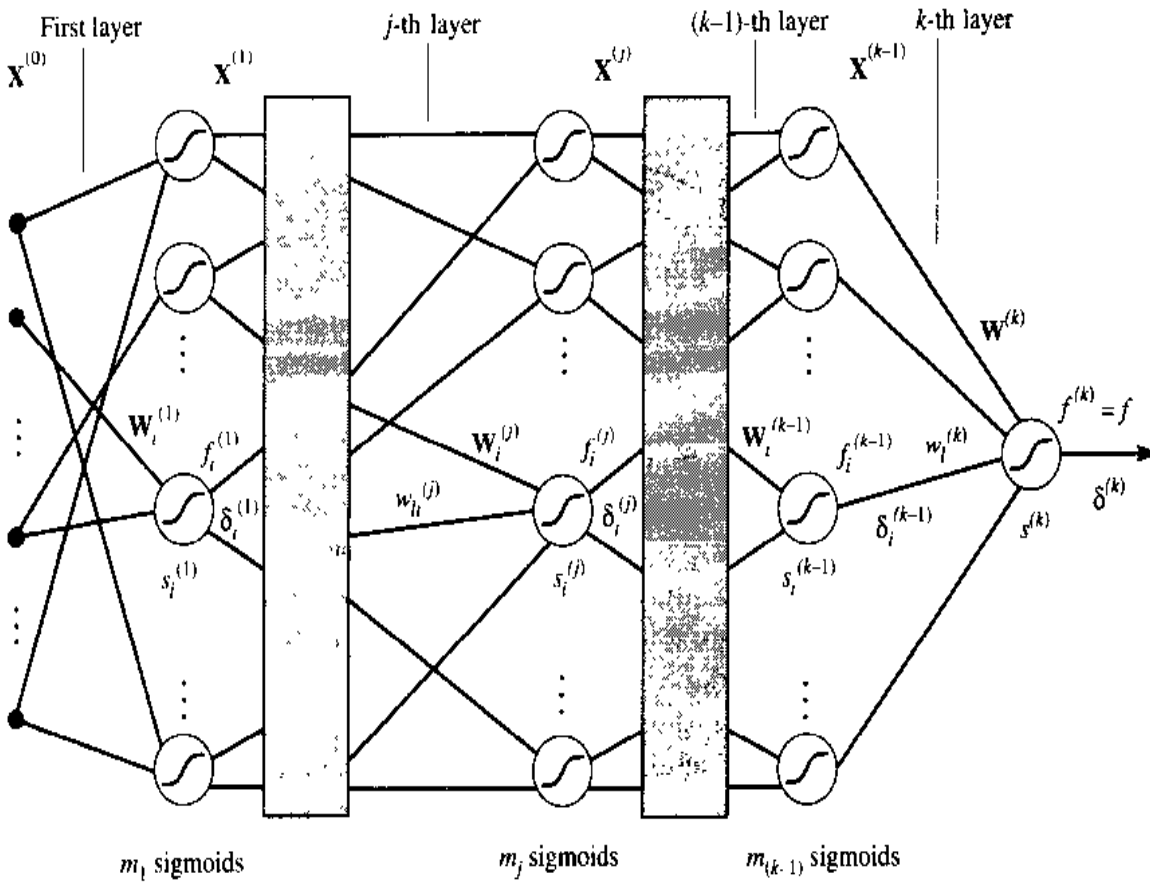 First layer
j-th layer
(k–1)-th layer
k-th layer
X^(0)
X^(1)
X^(j)
X^(k–1)
W_i^(1)
f_i^(1)
δ_i^(1)
s_i^(1)
W_i^(j)
w_li^(j)
f_i^(j)
δ_i^(j)
s_i^(j)
W_i^(k–1)
f_i^(k–1)
δ_i^(k–1)
s_i^(k–1)
W^(k)
w_l^(k)
f^(k) = f
δ^(k)
s^(k)
m_1 sigmoids
m_j sigmoids
m_(k-1) sigmoids